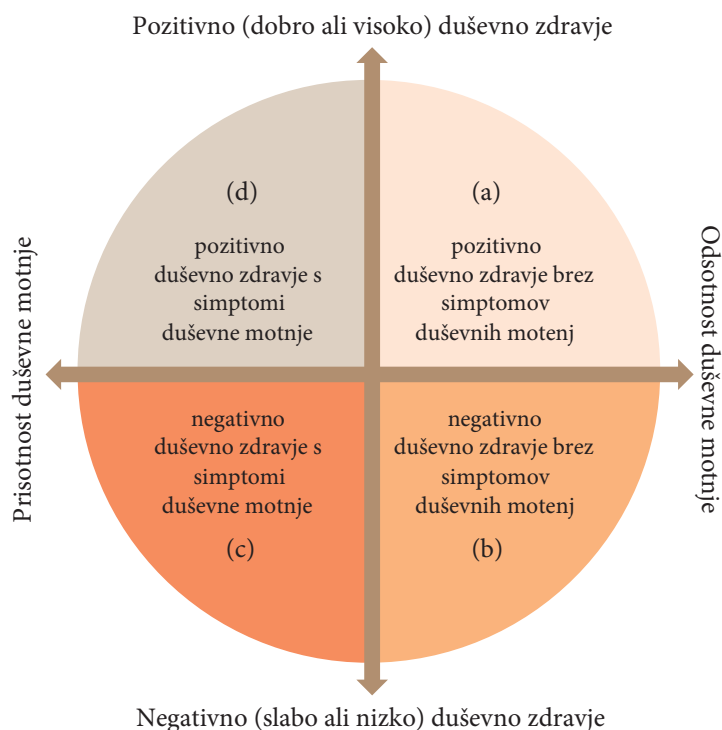 Pozitivno (dobro ali visoko) duševno zdravje
(d)
pozitivno
duševno zdravje s
simptomi
duševne motnje
(a)
pozitivno
duševno zdravje brez
simptomov
duševnih motenj
Prisotnost duševne motnje
Odsotnost duševne motnje
negativno
duševno zdravje s
simptomi
duševne motnje
(c)
negativno
duševno zdravje brez
simptomov
duševnih motenj
(b)
Negativno (slabo ali nizko) duševno zdravje